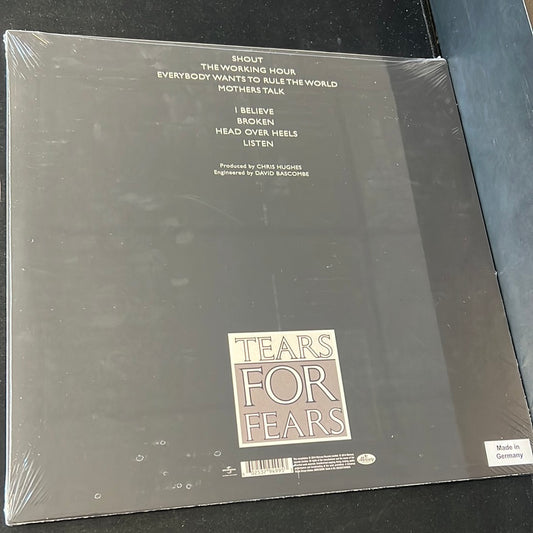 SHOUT
THE WORKING HOUR
EVERYBODY WANTS TO RULE THE WORLD
MOTHERS TALK
I BELIEVE
BROKEN
HEAD OVER HEELS
LISTEN
Produced by CHRIS HUGHES
Engineered by DAVID BASCOMBE
TEARS
FOR
FEARS
Made in
Germany